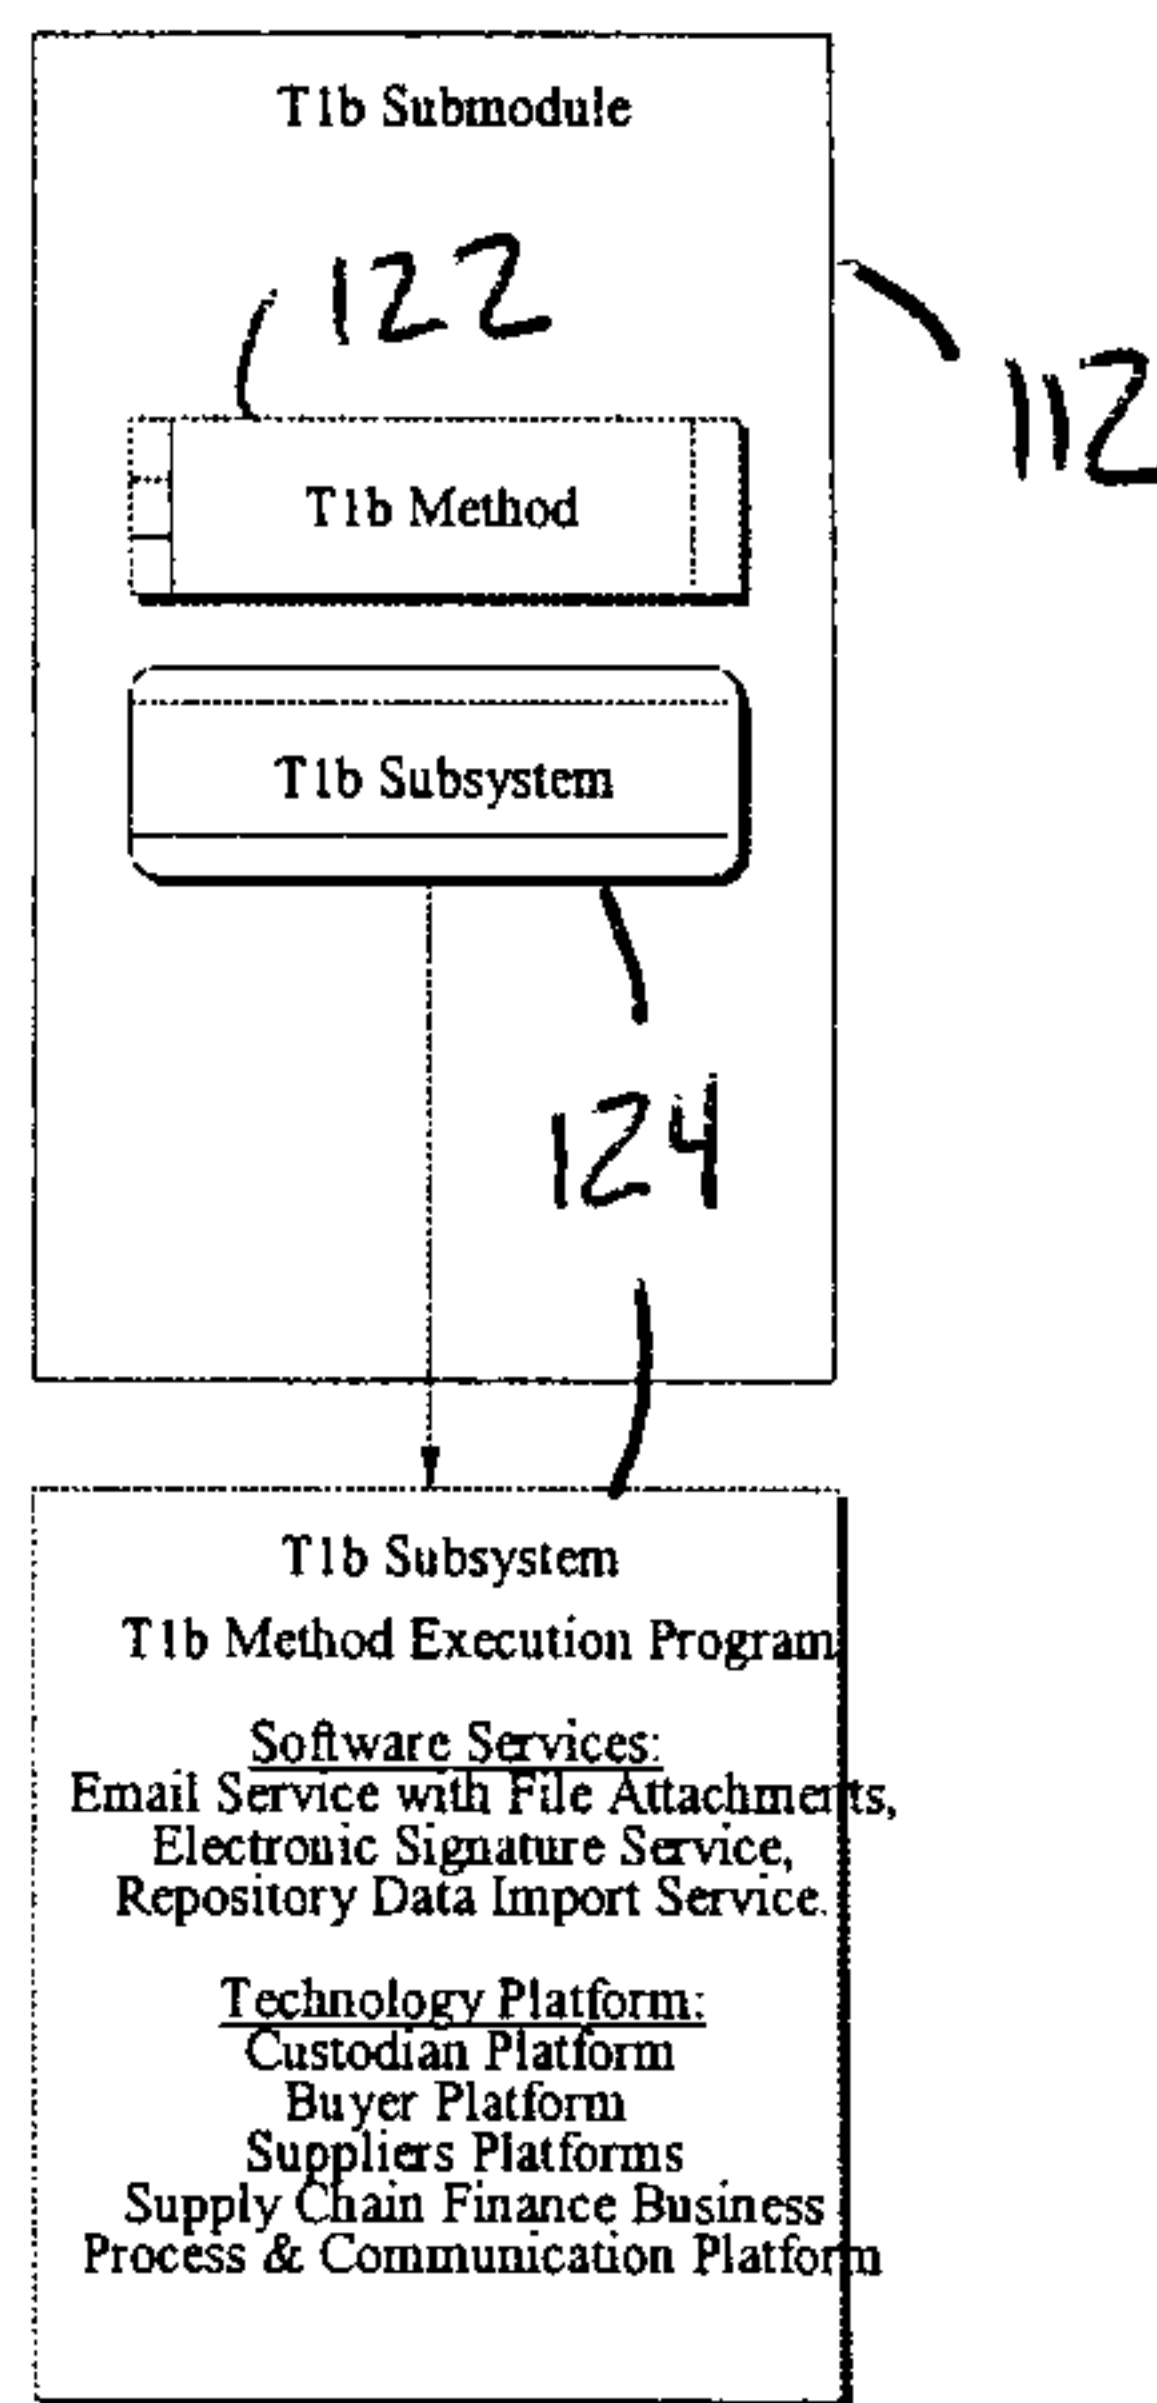 T1b Submodule
122
112
T1b Method
T1b Subsystem
124
T1b Subsystem
T1b Method Execution Program
Software Services:
Email Service with File Attachments,
Electronic Signature Service,
Repository Data Import Service.
Technology Platform:
Custodian Platform
Buyer Platform
Suppliers Platforms
Supply Chain Finance Business
Process & Communication Platform